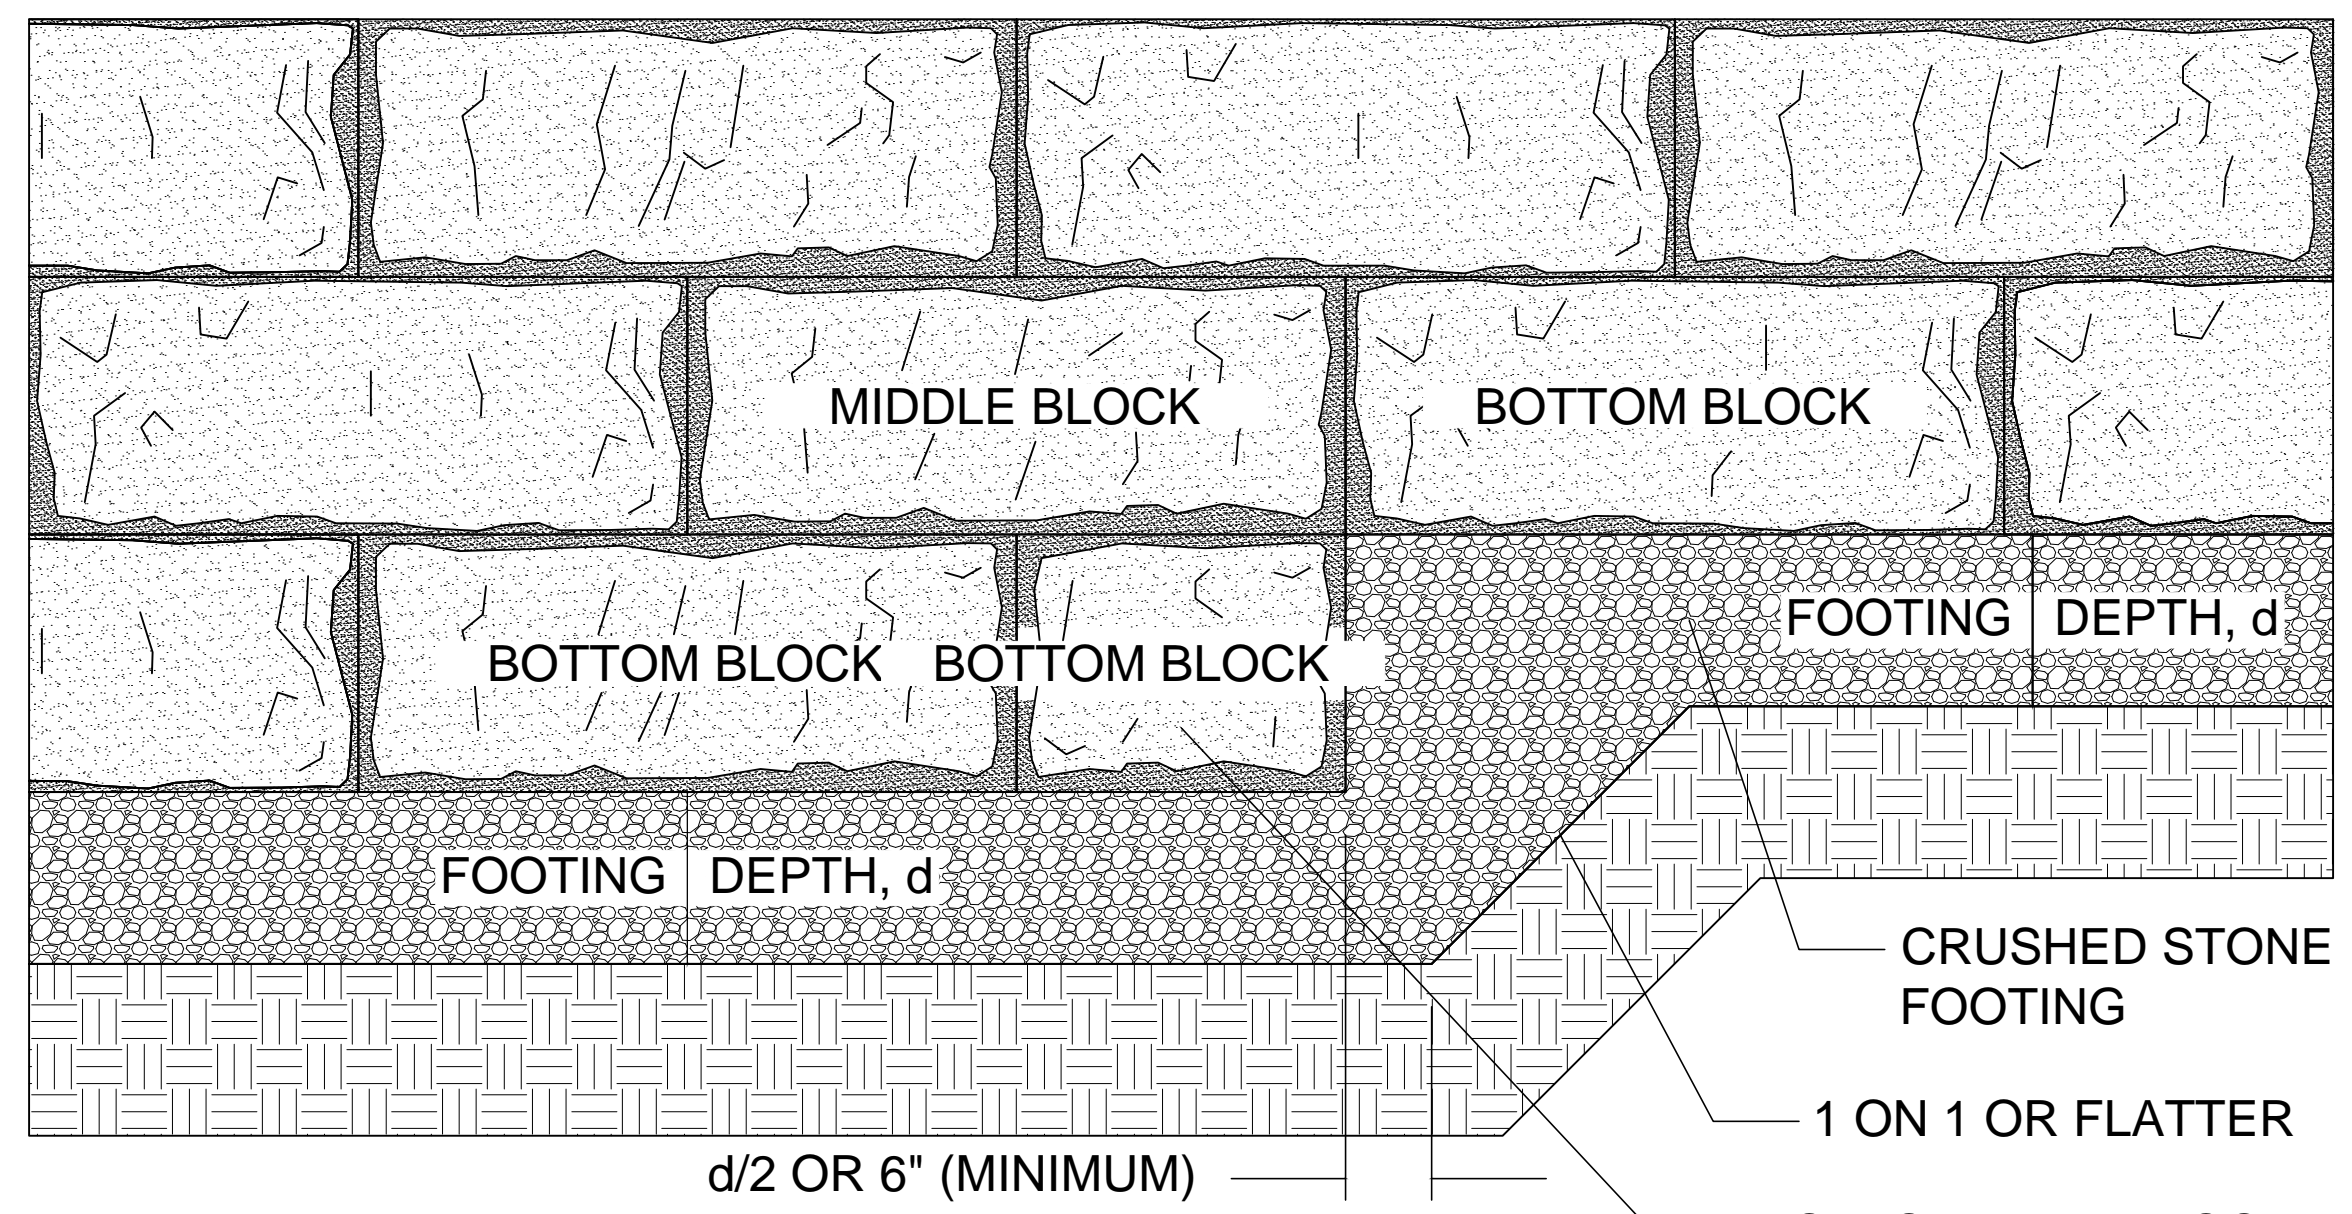 MIDDLE BLOCK
BOTTOM BLOCK
FOOTING DEPTH, d
BOTTOM BLOCK
BOTTOM BLOCK
FOOTING DEPTH, d
CRUSHED STONE
FOOTING
1 ON 1 OR FLATTER
d/2 OR 6" (MINIMUM)